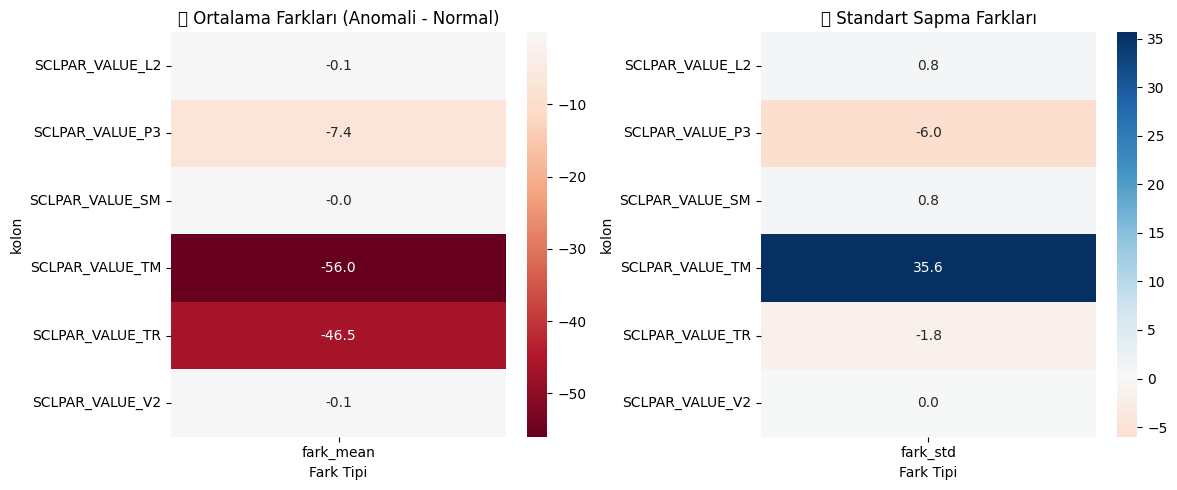 Ortalama Farkları (Anomali - Normal)
SCLPAR_VALUE_L2
SCLPAR_VALUE_P3
SCLPAR_VALUE_SM
SCLPAR_VALUE_TM
SCLPAR_VALUE_TR
SCLPAR_VALUE_V2
kolon
-0.1
-7.4
-0.0
-56.0
-46.5
-0.1
fark_mean
Fark Tipi
−10
−20
−30
−40
−50
Standart Sapma Farkları
SCLPAR_VALUE_L2
SCLPAR_VALUE_P3
SCLPAR_VALUE_SM
SCLPAR_VALUE_TM
SCLPAR_VALUE_TR
SCLPAR_VALUE_V2
kolon
0.8
-6.0
0.8
35.6
-1.8
0.0
fark_std
Fark Tipi
35
30
25
20
15
10
5
0
−5